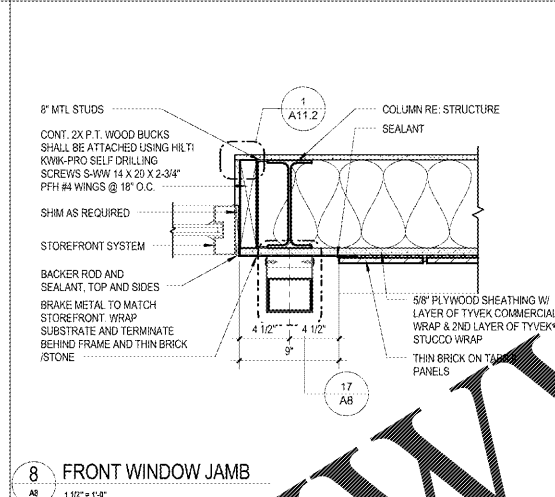 8" MTL STUDS
CONT. 2X P.T. WOOD BUCKS
SHALL BE ATTACHED USING HILTI
KWIK-PRO SELF DRILLING
SCREWS S-WW 14 X 20 X 2-3/4"
PFH #4 WINGS @ 18" O.C.
SHIM AS REQUIRED
STOREFRONT SYSTEM
BACKER ROD AND
SEALANT, TOP AND SIDES
BRAKE METAL TO MATCH
STOREFRONT. WRAP
SUBSTRATE AND TERMINATE
BEHIND FRAME AND THIN BRICK
/STONE
1
A11.2
COLUMN RE: STRUCTURE
SEALANT
5/8" PLYWOOD SHEATHING W/
LAYER OF TYVEK COMMERCIAL
WRAP & 2ND LAYER OF TYVEK
STUCCO WRAP
THIN BRICK ON
PANELS
4 1/2" 4 1/2"
9"
17
A8
8
A8
FRONT WINDOW JAMB
1 1/2" = 1'-0"